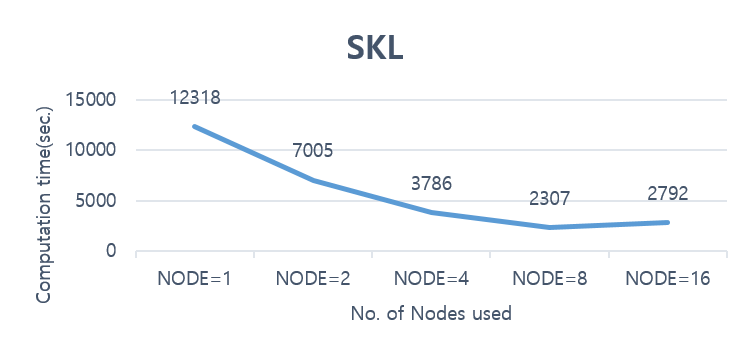 SKL
Computation time(sec.)
15000
10000
5000
0
12318
7005
3786
2307
2792
NODE=1 NODE=2 NODE=4 NODE=8 NODE=16
No. of Nodes used